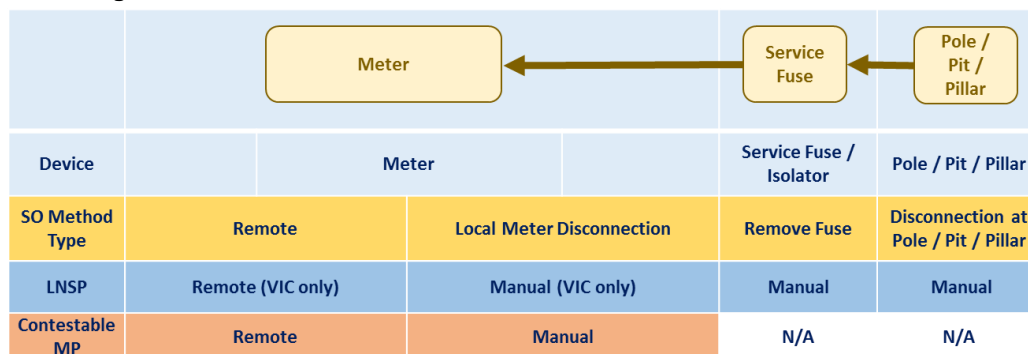 Meter
Service
Fuse
Pole /
Pit /
Pillar
Device
Meter
Service Fuse /
Isolator
Pole / Pit / Pillar
SO Method
Type
Remote
Local Meter Disconnection
Remove Fuse
Disconnection at
Pole / Pit / Pillar
LNSP
Remote (VIC only)
Manual (VIC only)
Manual
Manual
Contestable
MP
Remote
Manual
N/A
N/A